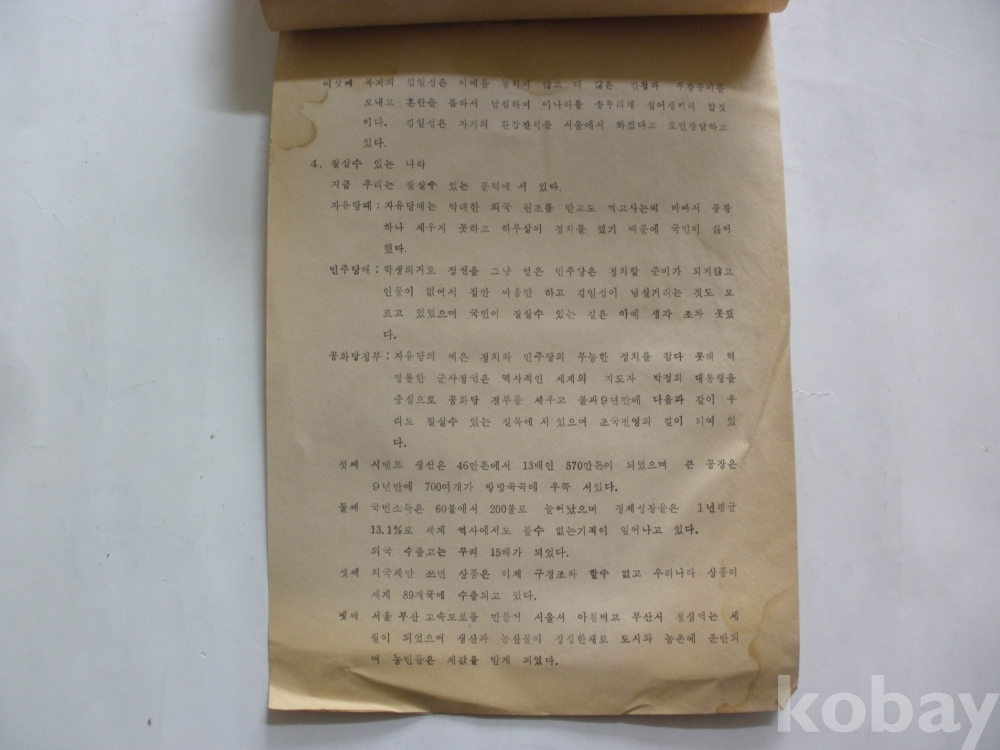 여섯째 북괴의 김일성은 이때를 놓치지 않고 더 많은 간첩과 무장공비를
보내고 혼란을 틈타서 남침하여 이나라를 송두리째 집어삼키려 할것
이다. 김일성은 자기의 환갑잔치를 서울에서 하겠다고 호언장담하고
있다.
4. 잘살수 있는 나라
지금 우리는 잘살수 있는 문턱에 서 있다.
자유당때 : 자유당때는 막대한 외국 원조를 받고도 먹고사는데 바빠서 공장
하나 세우지 못하고 하루살이 정치를 했기 때문에 국민이 싫어
했다.
민주당때 : 학생의거로 정권을 그냥 얻은 민주당은 정치할 준비가 되지않고
인물이 없어서 집안 싸움만 하고 김일성이 넘실거리는 것도 모
르고 있었으며 국민이 잘살수 있는 길은 아예 생각 조차 못했
다.
공화당정부 : 자유당의 썩은 정치와 민주당의 무능한 정치를 참다 못해 혁
명을한 군사정권은 역사적인 세계의 지도자 박정희 대통령을
중심으로 공화당 정부를 세우고 불과9년만에 다음과 같이 우
리도 잘살수 있는 길목에 서 있으며 조국번영의 길이 트여 있
다.
첫째 시멘트 생산은 46만톤에서 13배인 570만톤이 되었으며 큰 공장은
9년만에 700여개가 방방곡곡에 우뚝 서있다.
둘째 국민소득은 60불에서 200불로 늘어났으며 경제성장율은 1년평균
13.1%로 세계 역사에서도 볼수 없는기적이 일어나고 있다.
외국 수출고는 무려 15배가 되었다.
셋째 외국제만 쓰던 상품은 이제 구경조차 할수 없고 우리나라 상품이
세계 89개국에 수출되고 있다.
넷째 서울 부산 고속도로를 만들어 서울서 아침먹고 부산서 점심먹는 세
월이 되었으며 생산과 농산물이 싱싱한채로 도시와 농촌에 운반되
며 농민들은 제값을 받게 되었다.
kobay